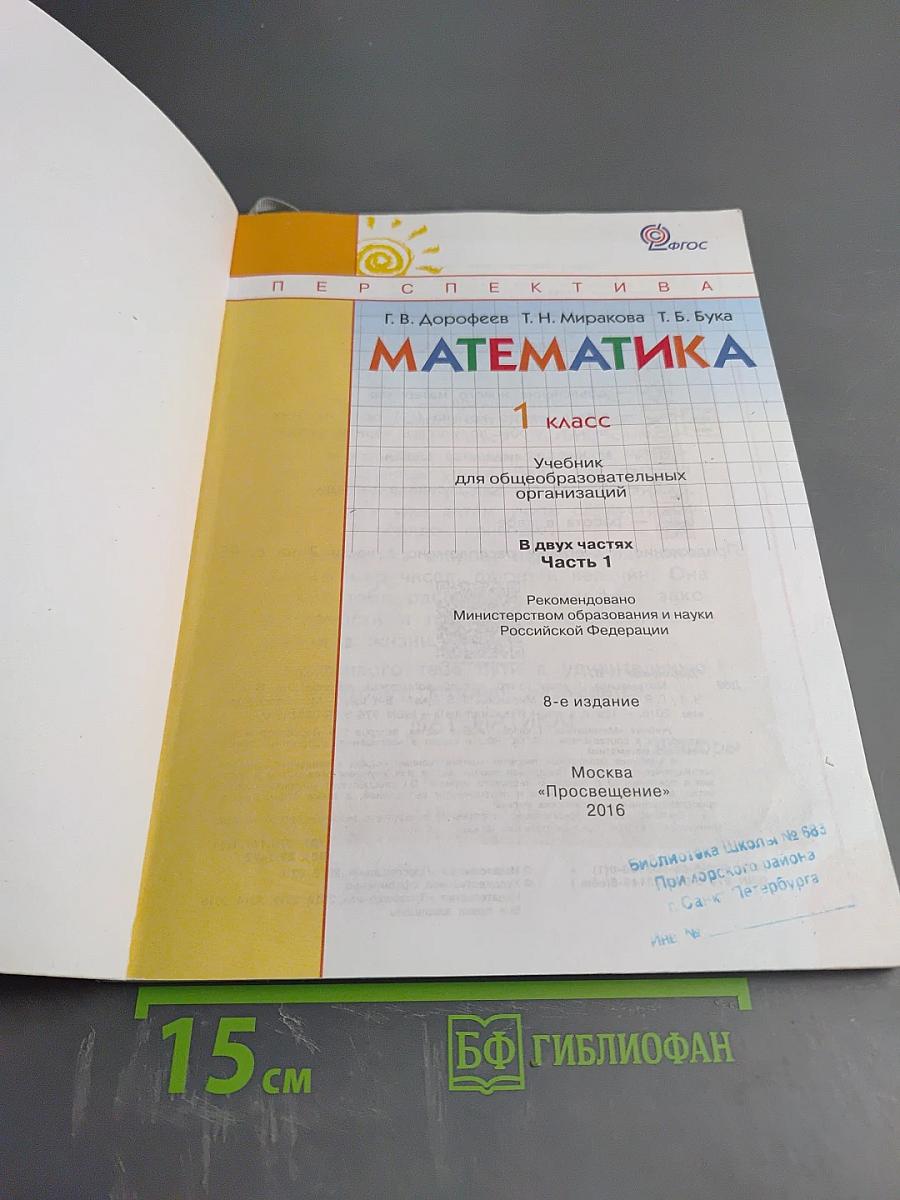 ФГОС
ПЕРСПЕКТИВА
Г. В. Дорофеев Т. Н. Миракова Т. Б. Бука
МАТЕМАТИКА
1 класс
Учебник
для общеобразовательных
организаций
В двух частях
Часть 1
Рекомендовано
Министерством образования и науки
Российской Федерации
8-е издание
Москва
«Просвещение»
2016
Библиотека Школы № 683
Приморского района
г. Санкт-Петербурга
Инв. №
15 см
БФ ГИБЛИОФАН